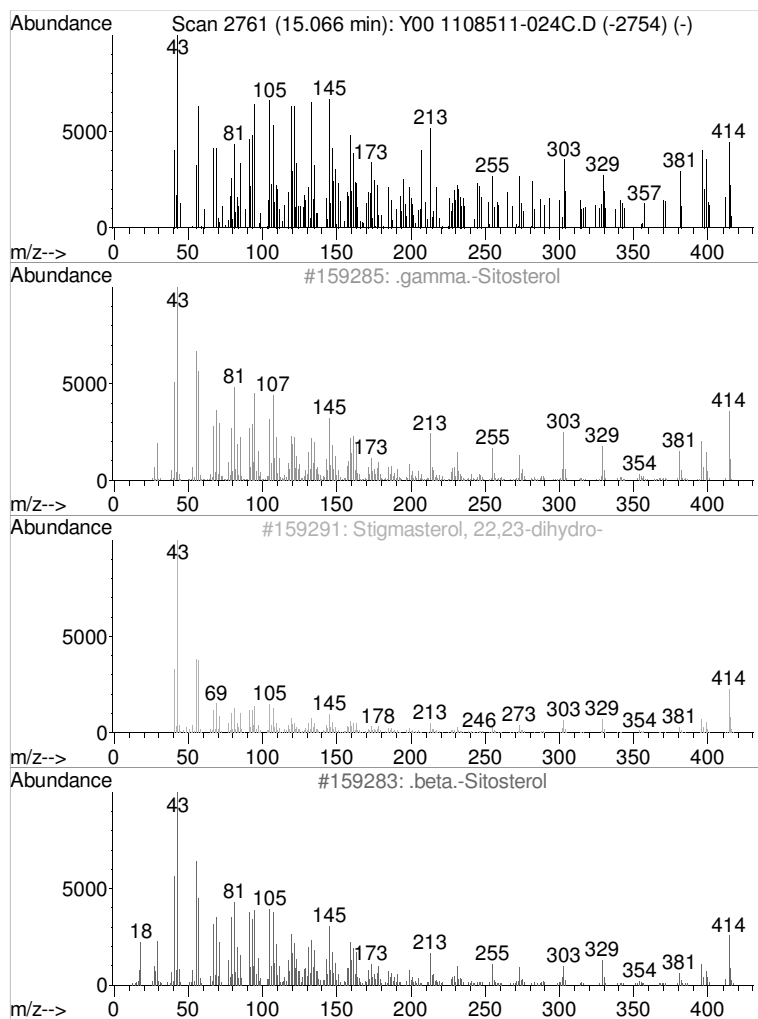 Abundance Scan 2761 (15.066 min): Y00 1108511-024C.D (-2754) (-)
43
105 145
81 213
5000
173 303 414
255 329 381
357
0
m/z--> 0 50 100 150 200 250 300 350 400
Abundance #159285: .gamma.-Sitosterol
43
5000 81 107
145
213 303 414
173 255 329 381
354
0
m/z--> 0 50 100 150 200 250 300 350 400
Abundance #159291: Stigmasterol, 22,23-dihydro-
43
5000
69 105 414
145 178 213 246 273 303 329 354 381
0
m/z--> 0 50 100 150 200 250 300 350 400
Abundance #159283: .beta.-Sitosterol
43
5000 81 105
18 145
213 414
173 255 303 329 354 381
0
m/z--> 0 50 100 150 200 250 300 350 400